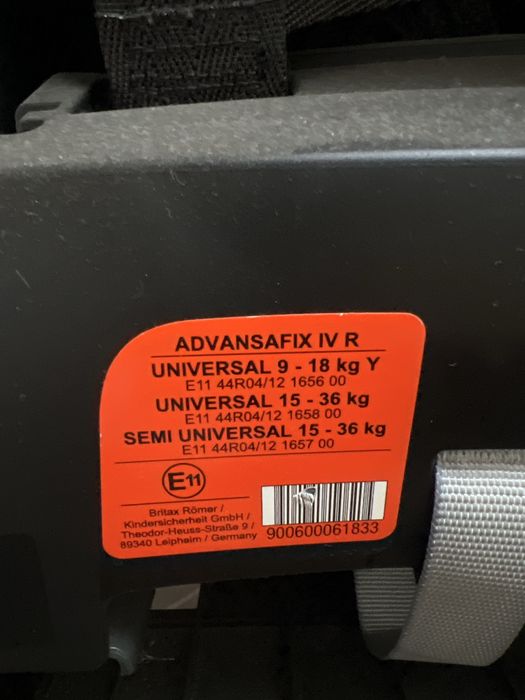 ADVANSAFIX IV R
UNIVERSAL 9 - 18 kg Y
E11 44R04/12 1656 00
UNIVERSAL 15 - 36 kg
E11 44R04/12 1658 00
SEMI UNIVERSAL 15 - 36 kg
E11 44R04/12 1657 00
E11
Britax Römer /
Kindersicherheit GmbH /
Theodor-Heuss-Straße 9 /
89340 Leipheim / Germany
900600061833